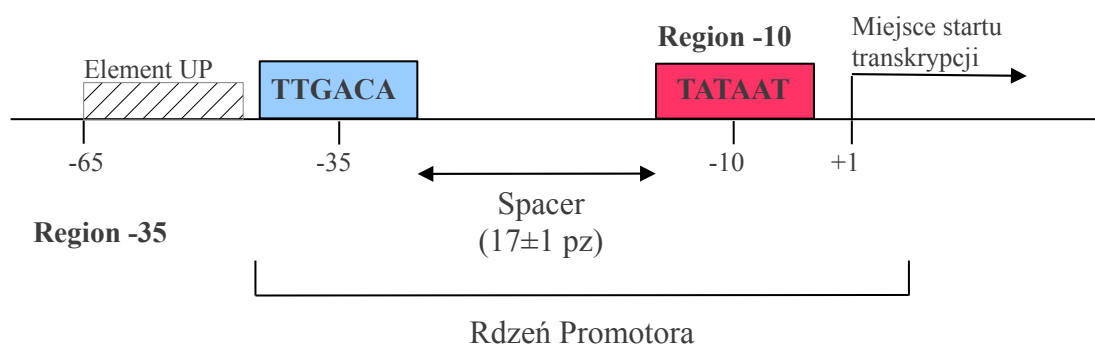 Region -10
Miejsce startu
transkrypcji
Element UP
TTGACA
TATAAT
-65
-35
-10
+1
Spacer
(17±1 pz)
Region -35
Rdzeń Promotora